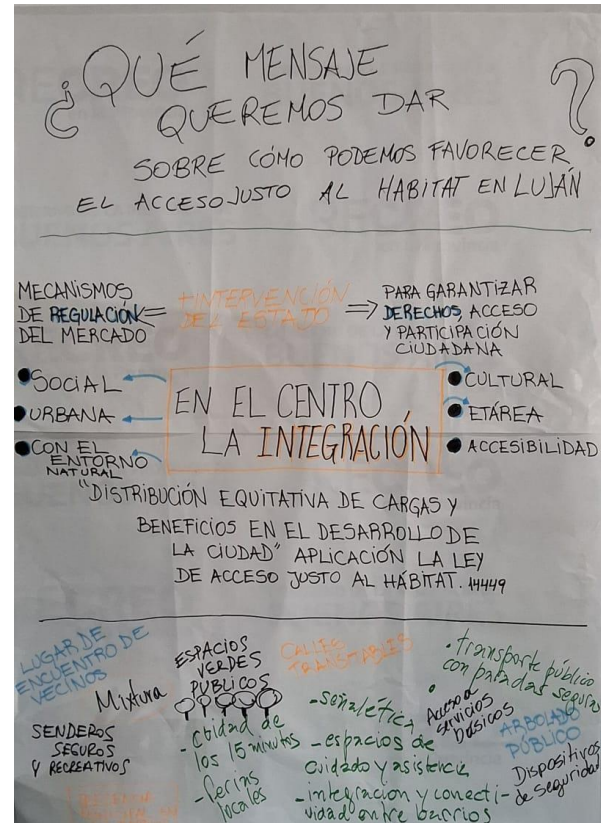 ¿QUÉ MENSAJE
QUEREMOS DAR ?
SOBRE CÓMO PODEMOS FAVORECER
EL ACCESO JUSTO AL HABITAT EN LUJÁN
MECANISMOS
DE REGULACIÓN
DEL MERCADO
⇐ + INTERVENCIÓN
DEL ESTADO ⇒
PARA GARANTIZAR
DERECHOS, ACCESO
Y PARTICIPACIÓN
CIUDADANA
SOCIAL
URBANA
CON EL
ENTORNO
NATURAL
EN EL CENTRO
LA INTEGRACIÓN
CULTURAL
ETÁREA
ACCESIBILIDAD
"DISTRIBUCIÓN EQUITATIVA DE CARGAS Y
BENEFICIOS EN EL DESARROLLO DE
LA CIUDAD" APLICACIÓN LA LEY
DE ACCESO JUSTO AL HÁBITAT. 14449
LUGAR DE
ENCUENTRO DE
VECINOS
Mixtura
SENDEROS
SEGUROS
Y RECREATIVOS
ESPACIOS
VERDES
PUBLICOS
- Cuidad de
los 15 minutos
- ferias
locales
CALLES
TRANSITABLES
- señalética
- espacios de
cuidado y asistencia
- integración y conecti-
vidad entre barrios
• transporte público
con paradas seguras
• Acceso a
servicios
básicos
ARBOLADO
PÚBLICO
Dispositivos
de seguridad